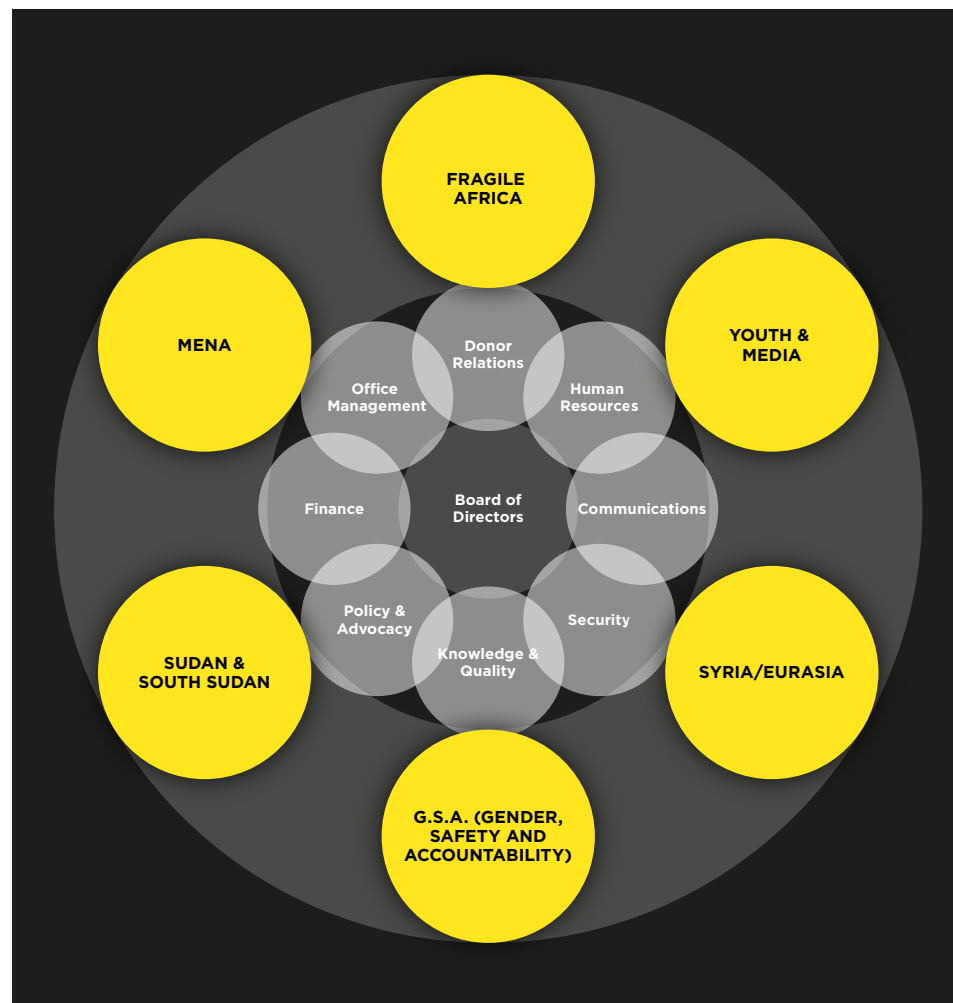 FRAGILE
AFRICA
MENA
YOUTH &
MEDIA
Donor
Relations
Office
Management
Human
Resources
Finance
Board of
Directors
Communications
Policy &
Advocacy
Security
Knowledge &
Quality
SUDAN &
SOUTH SUDAN
SYRIA/EURASIA
G.S.A. (GENDER,
SAFETY AND
ACCOUNTABILITY)